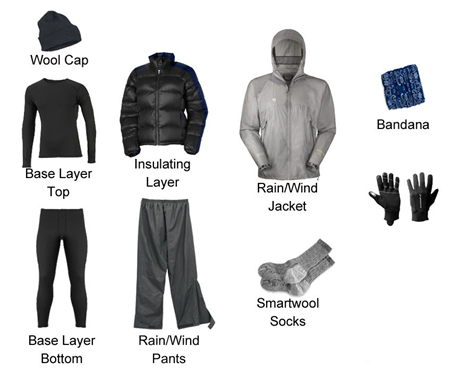 Wool Cap
Base Layer
Top
Insulating
Layer
Rain/Wind
Jacket
Bandana
Base Layer
Bottom
Rain/Wind
Pants
Smartwool
Socks